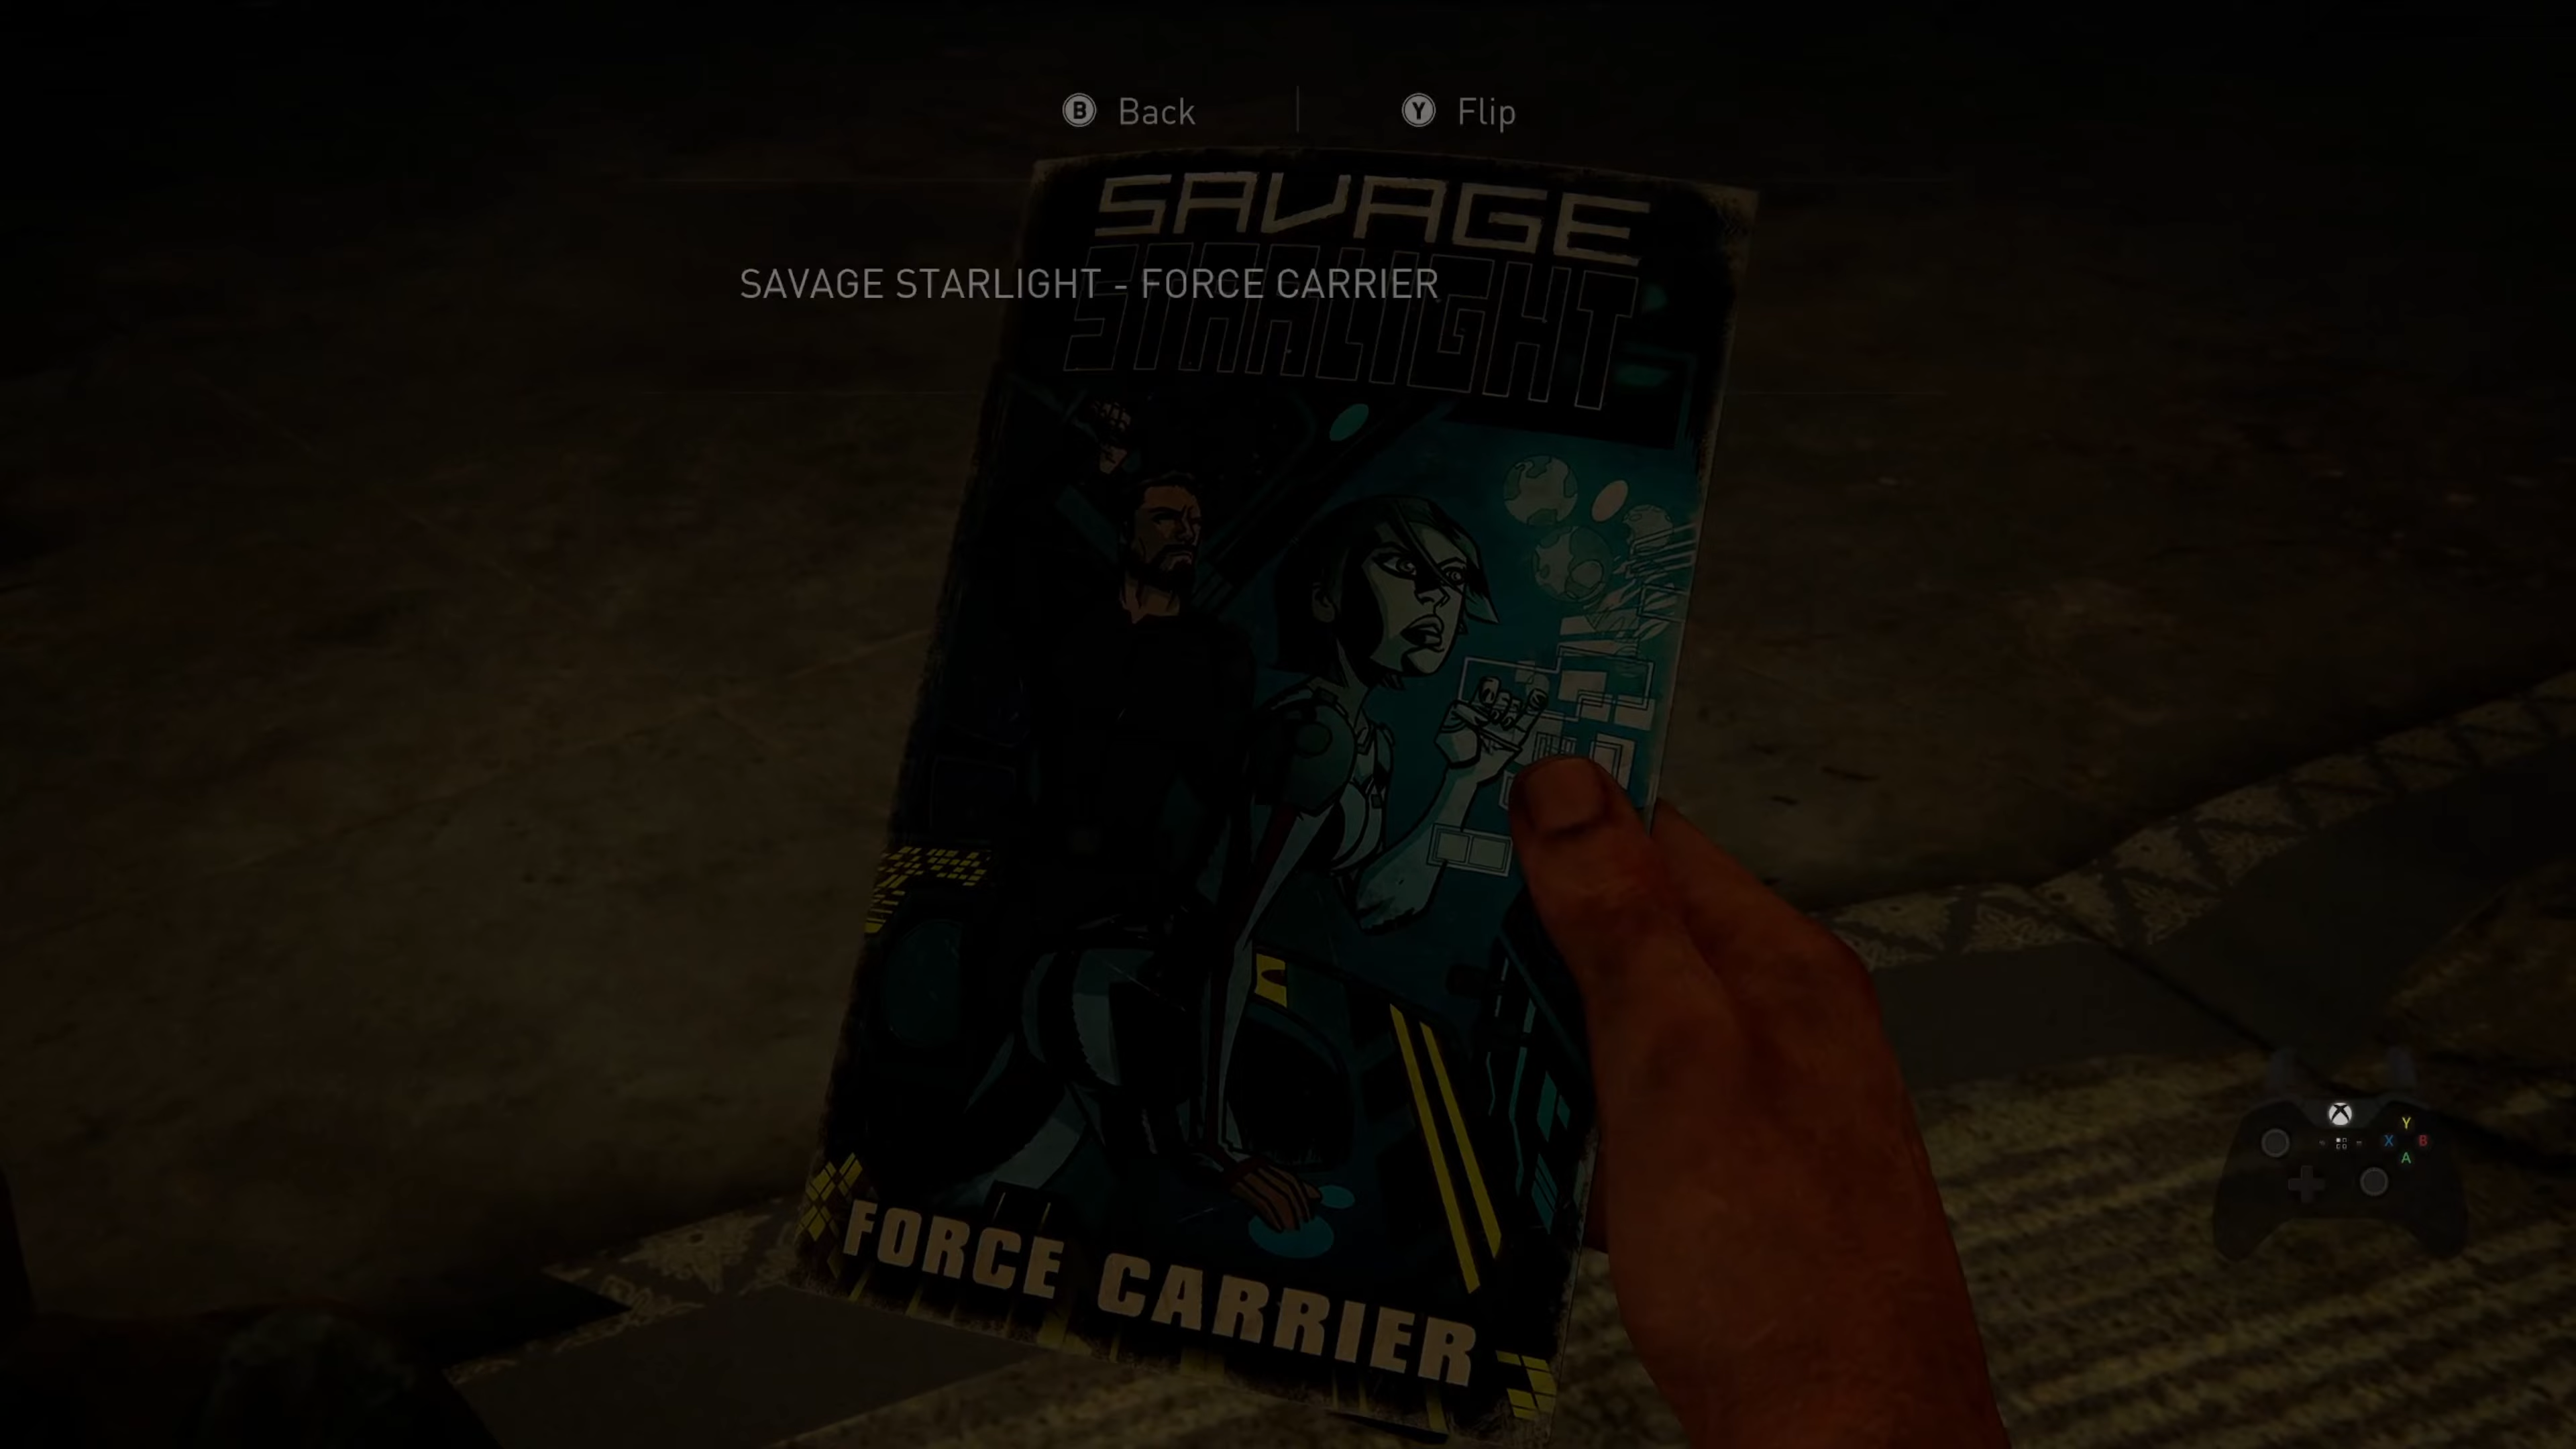 B Back
Y Flip
SAVAGE
STARLIGHT
SAVAGE STARLIGHT - FORCE CARRIER
FORCE CARRIER
Y
X B
A